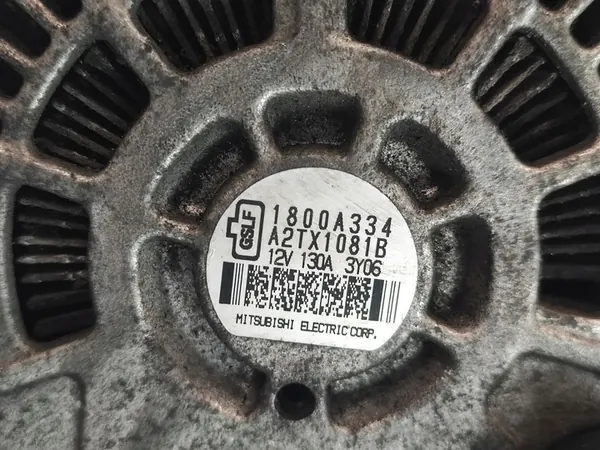 1800A334
A2TX1081B
12V 130A 3Y06
MITSUBISHI ELECTRIC CORP.